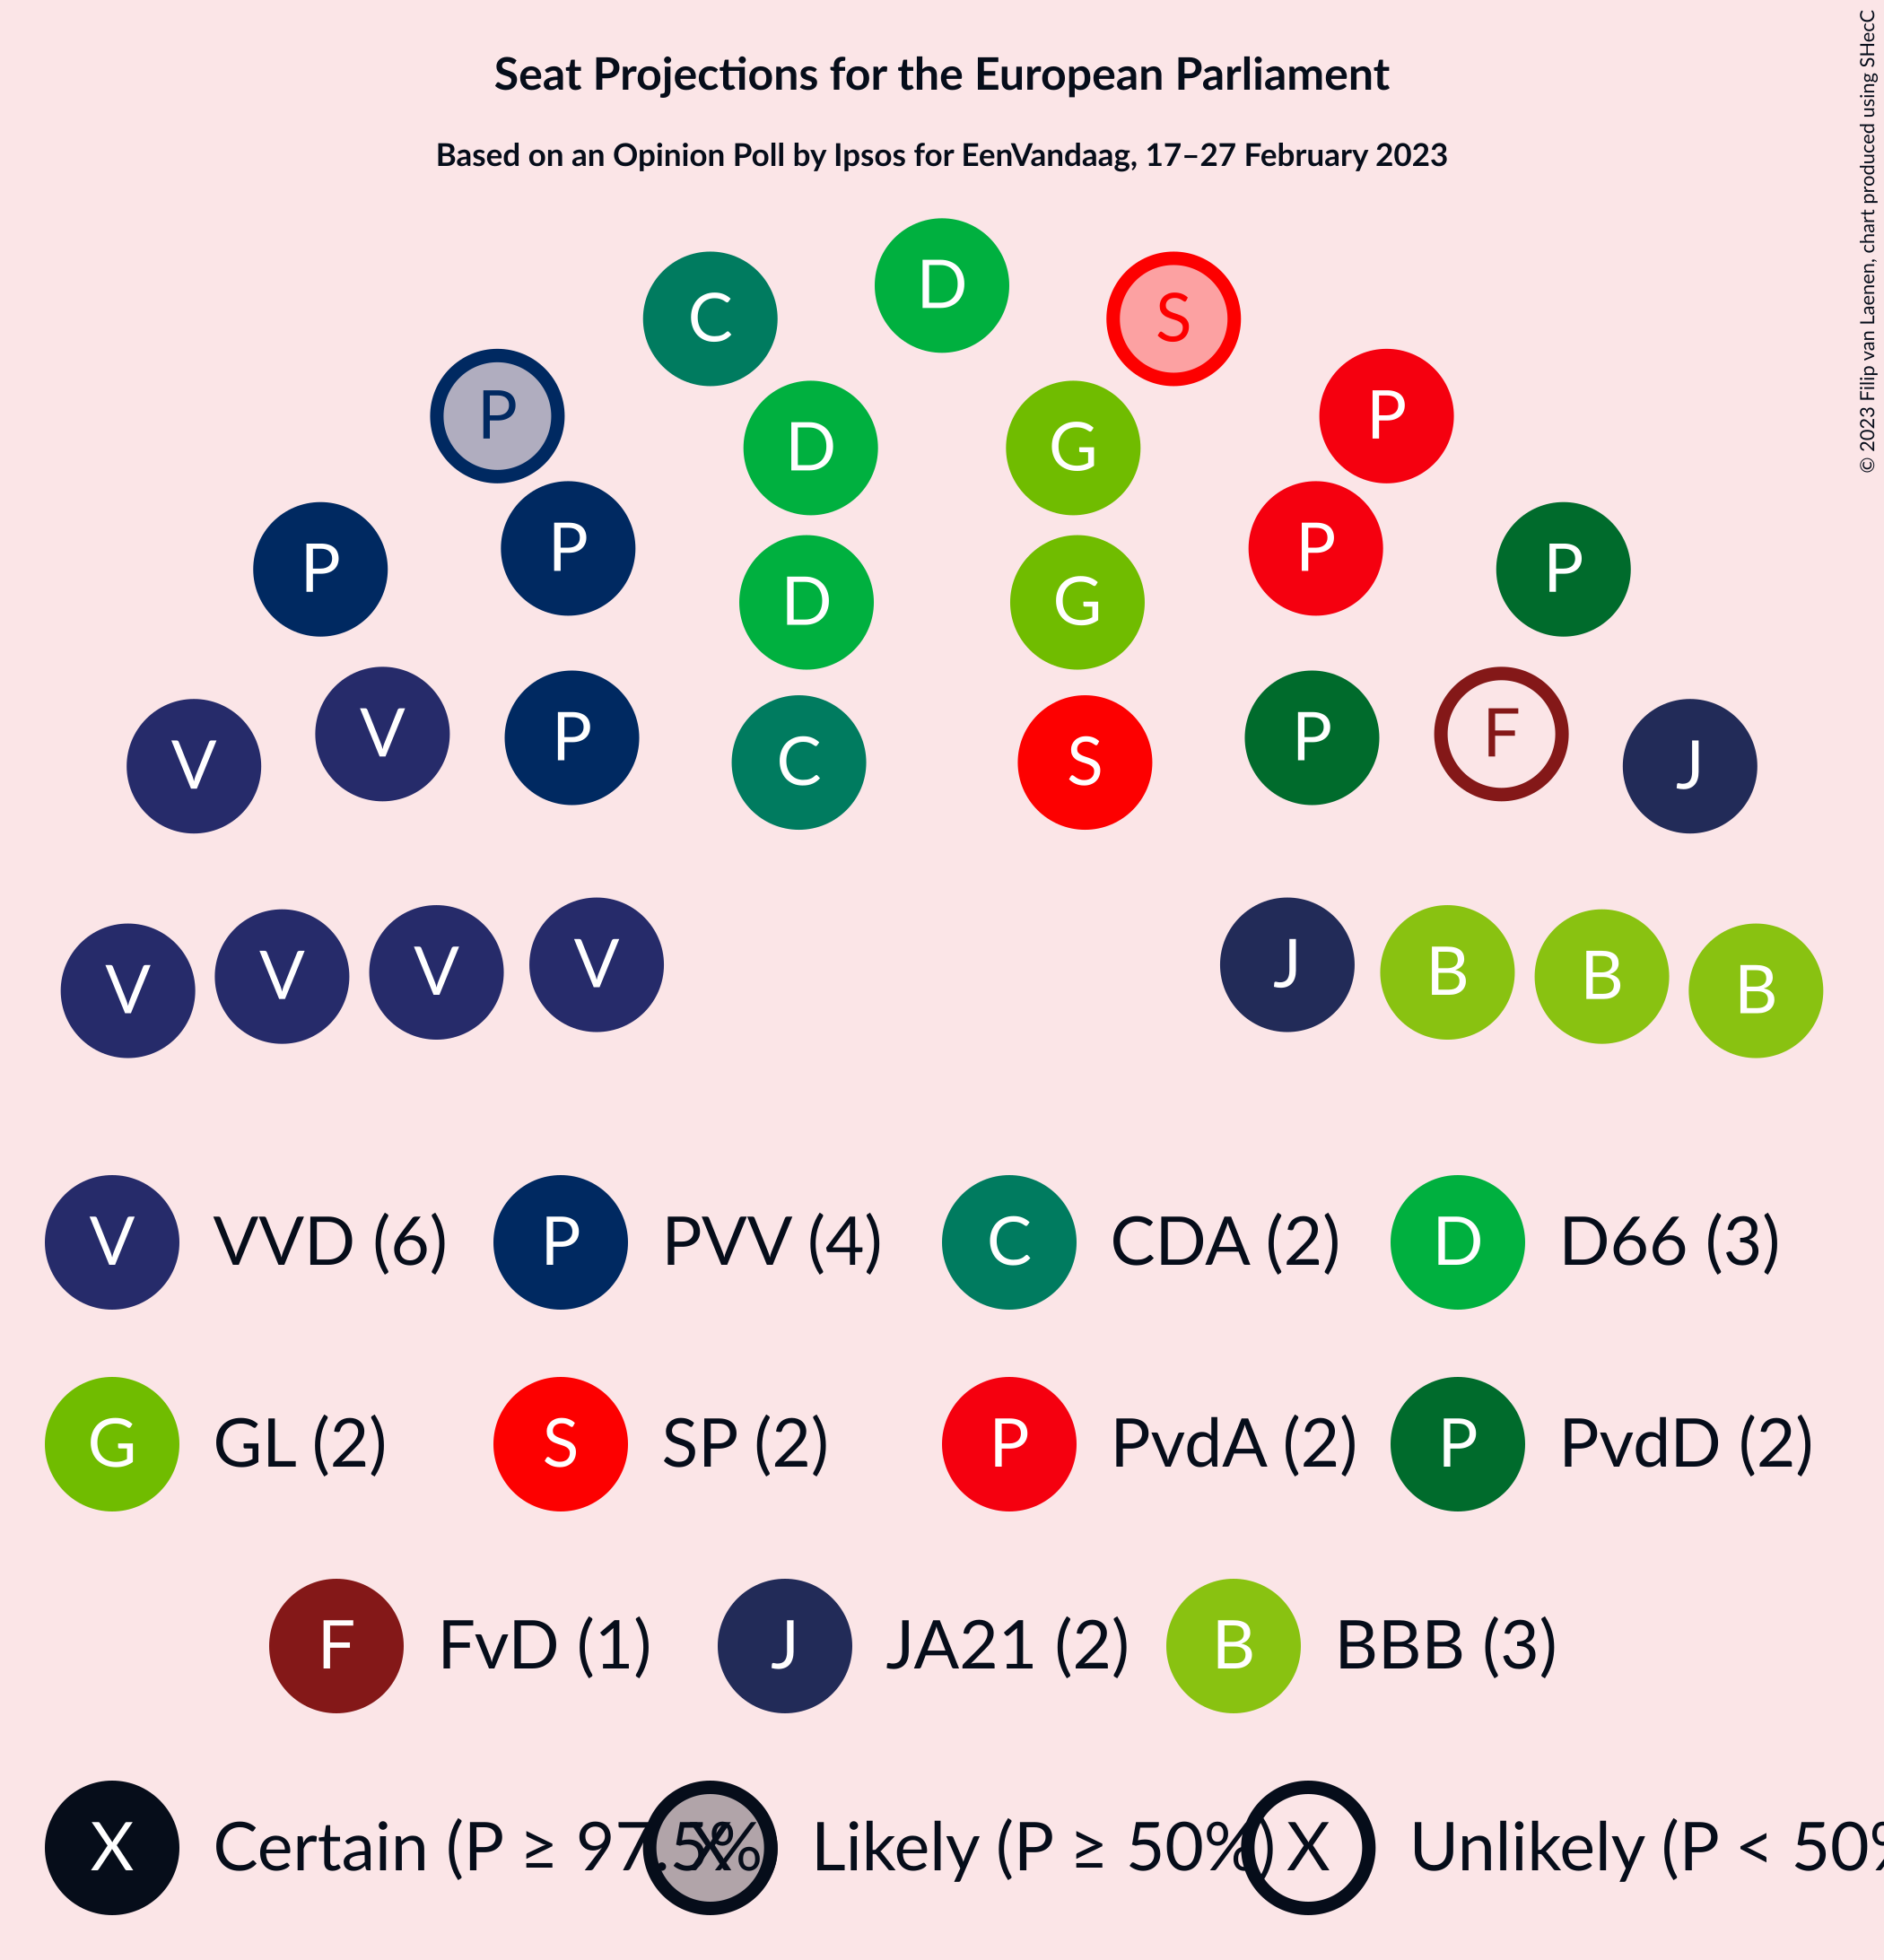 Seat Projections for the European Parliament
Based on an Opinion Poll by Ipsos for EenVandaag, 17–27 February 2023
© 2023 Filip van Laenen, chart produced using SHecC
D
C S
P P
D G
P P
P P
D G
V V
P P
F
V J
C S
V V V V J B B B
V VVD (6) P PVV (4) C CDA (2) D D66 (3)
G GL (2) S SP (2) P PvdA (2) P PvdD (2)
F FvD (1) J JA21 (2) B BBB (3)
X Certain (P ≥ 97.5% X Likely (P ≥ 50%) X Unlikely (P < 50%